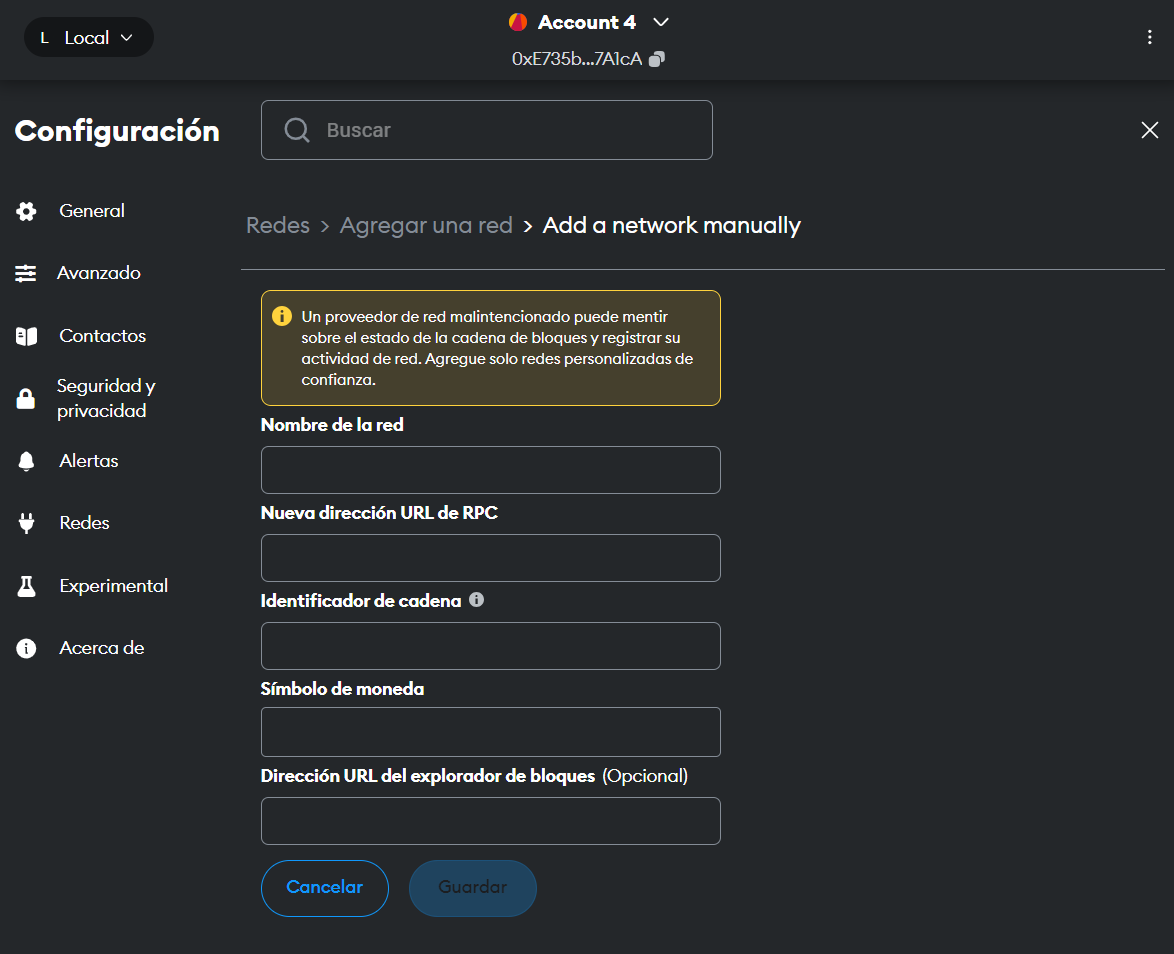 L Local
Account 4
0xE735b...7A1cA
Configuración
Buscar
General
Avanzado
Contactos
Seguridad y
privacidad
Alertas
Redes
Experimental
Acerca de
Redes > Agregar una red > Add a network manually
Un proveedor de red malintencionado puede mentir
sobre el estado de la cadena de bloques y registrar su
actividad de red. Agregue solo redes personalizadas de
confianza.
Nombre de la red
Nueva dirección URL de RPC
Identificador de cadena
Símbolo de moneda
Dirección URL del explorador de bloques (Opcional)
Cancelar
Guardar